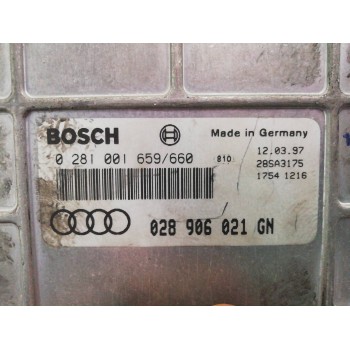 BOSCH Made in Germany
0 281 001 659/660 810 12.03.97
28SA3175
1754 1216
028 906 021 GN